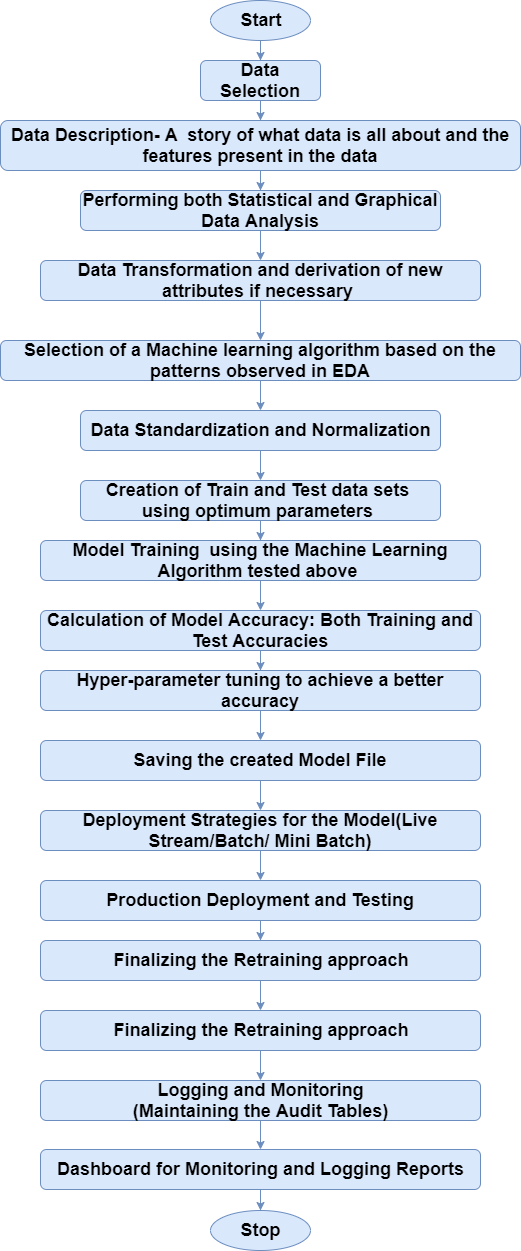 Start
Data
Selection
Data Description- A  story of what data is all about and the
features present in the data
Performing both Statistical and Graphical
Data Analysis
Data Transformation and derivation of new
attributes if necessary
Selection of a Machine learning algorithm based on the
patterns observed in EDA
Data Standardization and Normalization
Creation of Train and Test data sets
using optimum parameters
Model Training  using the Machine Learning
Algorithm tested above
Calculation of Model Accuracy: Both Training and
Test Accuracies
Hyper-parameter tuning to achieve a better
accuracy
Saving the created Model File
Deployment Strategies for the Model(Live
Stream/Batch/ Mini Batch)
Production Deployment and Testing
Finalizing the Retraining approach
Finalizing the Retraining approach
Logging and Monitoring
(Maintaining the Audit Tables)
Dashboard for Monitoring and Logging Reports
Stop